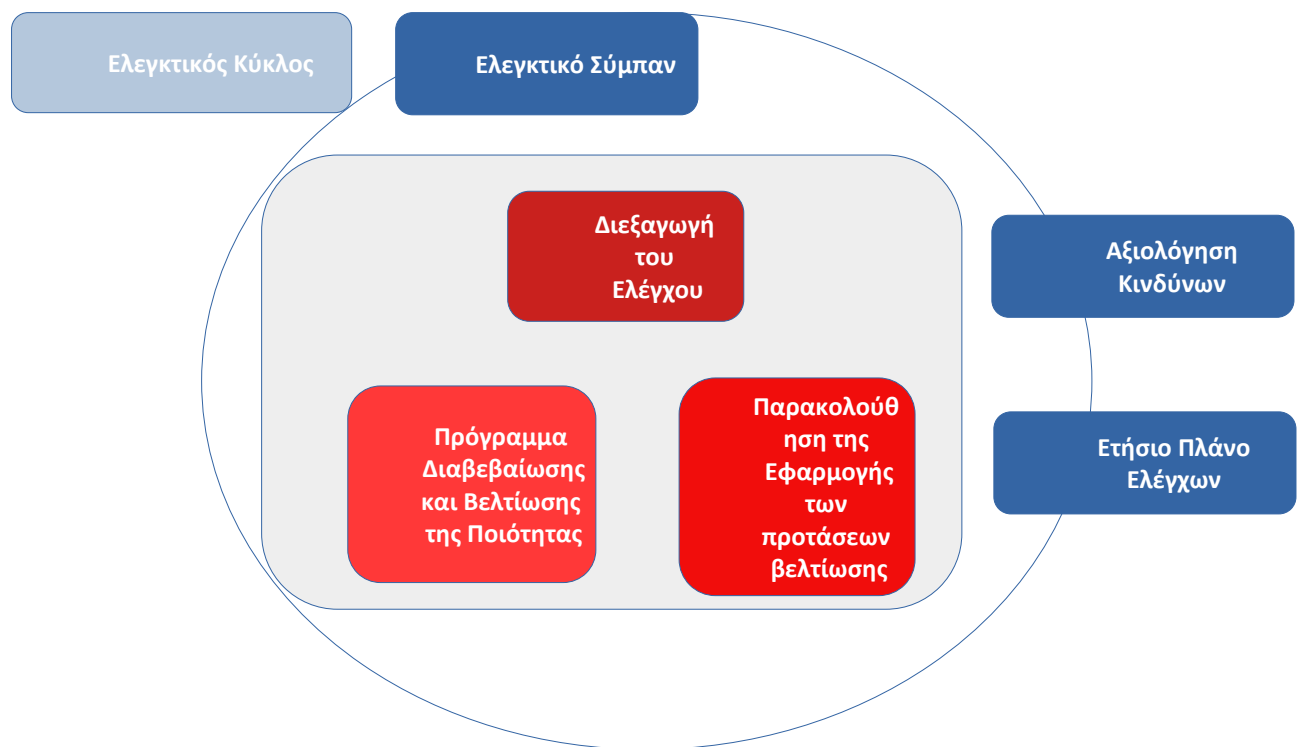 Ελεγκτικός Κύκλος
Ελεγκτικό Σύμπαν
Διεξαγωγή
του
Ελέγχου
Αξιολόγηση
Κινδύνων
Πρόγραμμα
Διαβεβαίωσης
και Βελτίωσης
της Ποιότητας
Παρακολούθ
ηση της
Εφαρμογής
των
προτάσεων
βελτίωσης
Ετήσιο Πλάνο
Ελέγχων